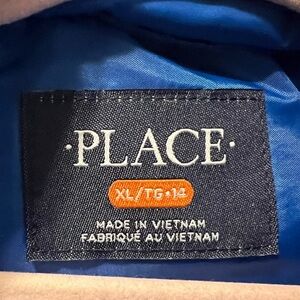 ·PLACE·
XL/TG·14
MADE IN VIETNAM
FABRIQUÉ AU VIETNAM